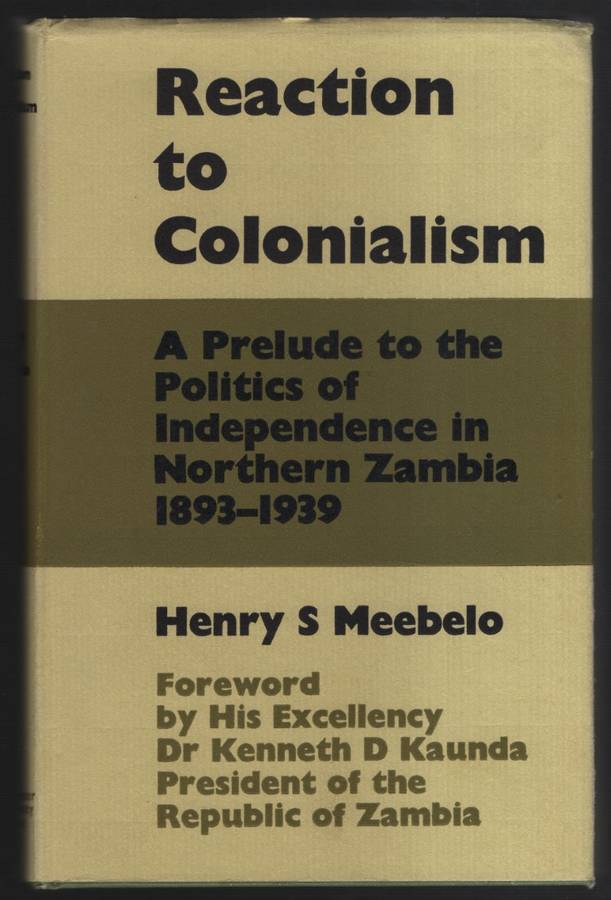 Reaction
to
Colonialism
A Prelude to the
Politics of
Independence in
Northern Zambia
1893–1939
Henry S Meebelo
Foreword
by His Excellency
Dr Kenneth D Kaunda
President of the
Republic of Zambia